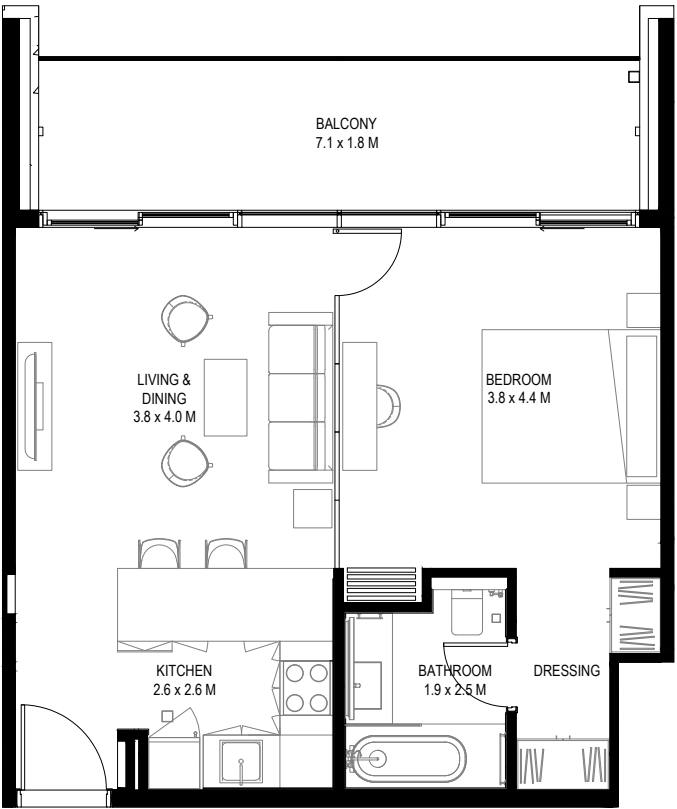 BALCONY
7.1 x 1.8 M
LIVING &
DINING
3.8 x 4.0 M
BEDROOM
3.8 x 4.4 M
KITCHEN
2.6 x 2.6 M
BATHROOM
1.9 x 2.5 M
DRESSING